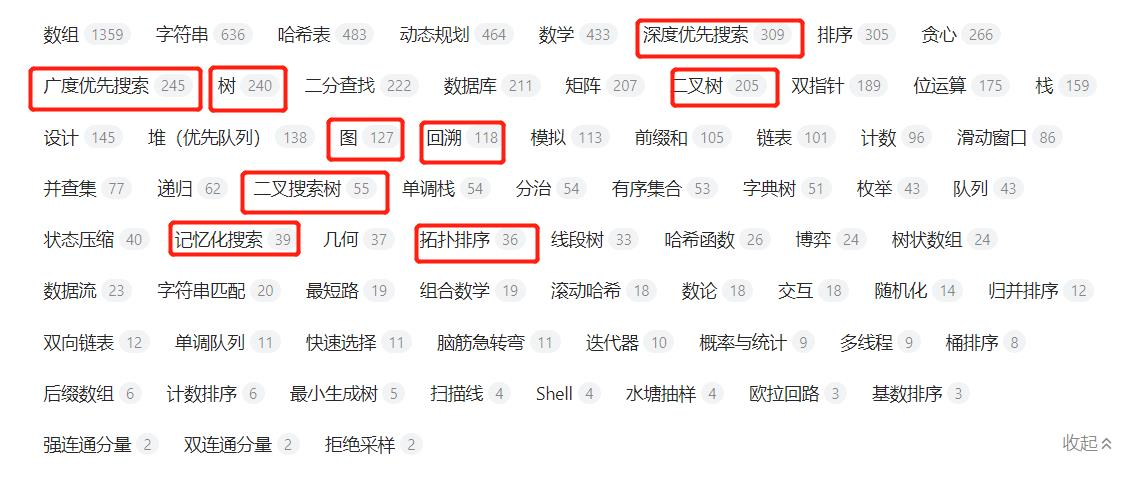 数组 1359 字符串 636 哈希表 483 动态规划 464 数学 433 深度优先搜索 309 排序 305 贪心 266
广度优先搜索 245 树 240 二分查找 222 数据库 211 矩阵 207 二叉树 205 双指针 189 位运算 175 栈 159
设计 145 堆（优先队列） 138 图 127 回溯 118 模拟 113 前缀和 105 链表 101 计数 96 滑动窗口 86
并查集 77 递归 62 二叉搜索树 55 单调栈 54 分治 54 有序集合 53 字典树 51 枚举 43 队列 43
状态压缩 40 记忆化搜索 39 几何 37 拓扑排序 36 线段树 33 哈希函数 26 博弈 24 树状数组 24
数据流 23 字符串匹配 20 最短路 19 组合数学 19 滚动哈希 18 数论 18 交互 18 随机化 14 归并排序 12
双向链表 12 单调队列 11 快速选择 11 脑筋急转弯 11 迭代器 10 概率与统计 9 多线程 9 桶排序 8
后缀数组 6 计数排序 6 最小生成树 5 扫描线 4 Shell 4 水塘抽样 4 欧拉回路 3 基数排序 3
强连通分量 2 双连通分量 2 拒绝采样 2 收起